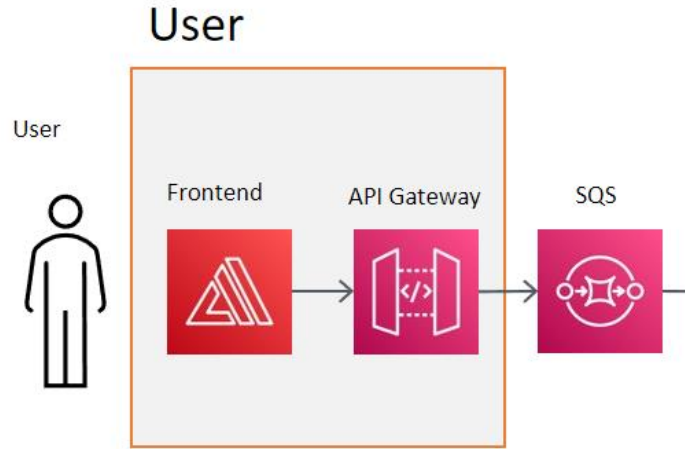 User
User
Frontend
API Gateway
SQS
</>